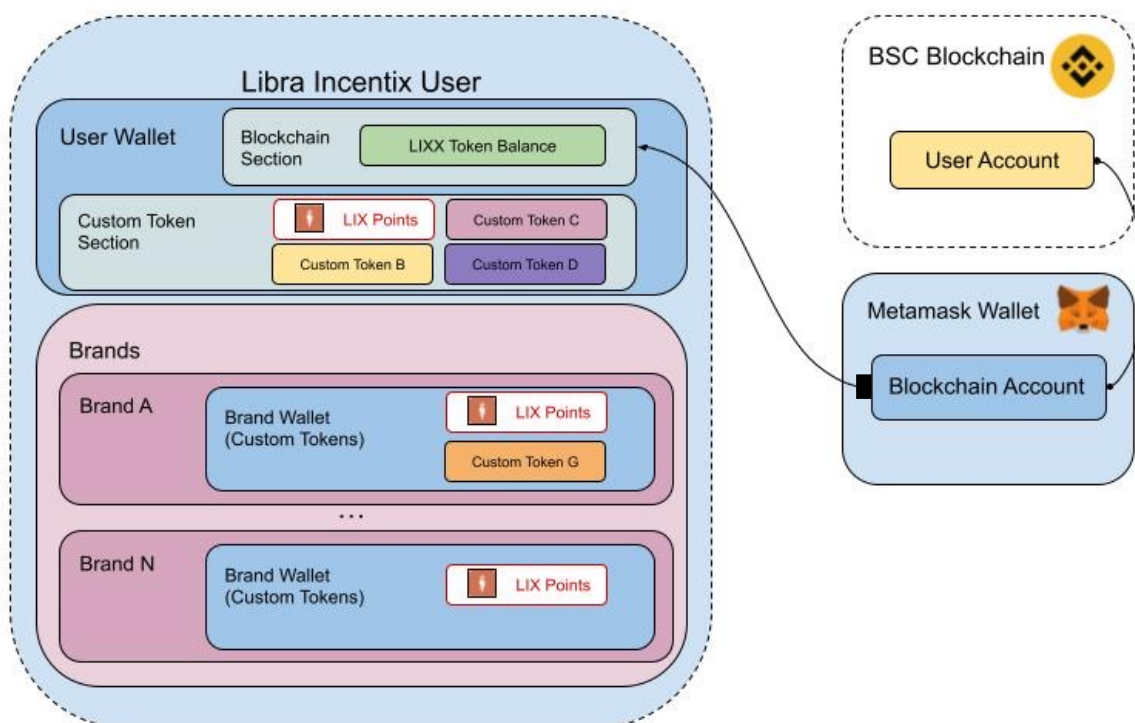 Libra Incentix User
User Wallet
Blockchain
Section
LIXX Token Balance
Custom Token
Section
LIX Points
Custom Token C
Custom Token B
Custom Token D
Brands
Brand A
Brand Wallet
(Custom Tokens)
LIX Points
Custom Token G
...
Brand N
Brand Wallet
(Custom Tokens)
LIX Points
BSC Blockchain
User Account
Metamask Wallet
Blockchain Account